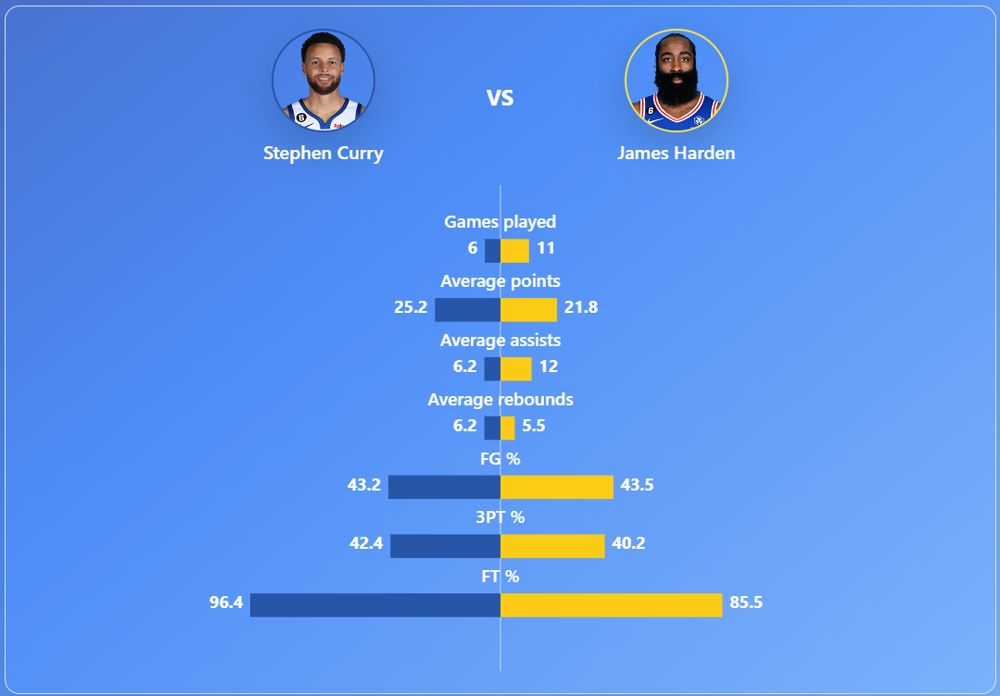 VS
Stephen Curry
James Harden
Games played
6 11
Average points
25.2 21.8
Average assists
6.2 12
Average rebounds
6.2 5.5
FG %
43.2 43.5
3PT %
42.4 40.2
FT %
96.4 85.5